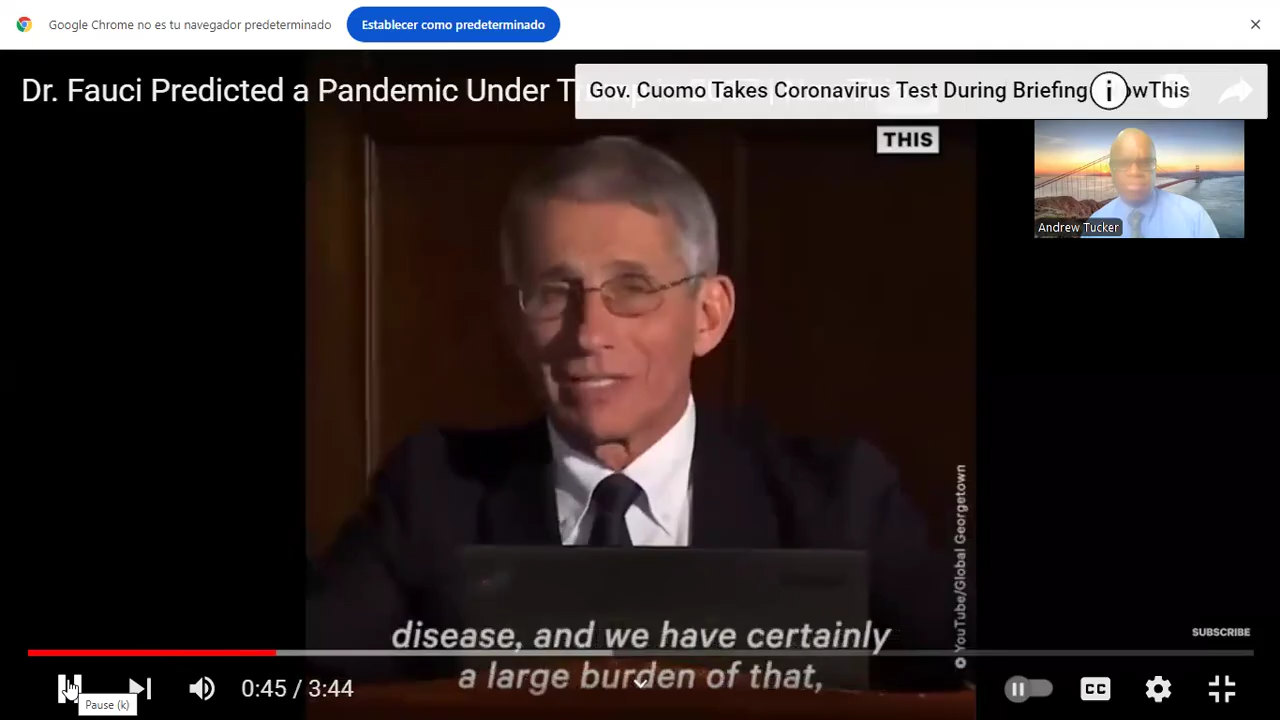 Google Chrome no es tu navegador predeterminado
Establecer como predeterminado
Dr. Fauci Predicted a Pandemic Under
Gov. Cuomo Takes Coronavirus Test During Briefing
THIS
Andrew Tucker
disease, and we have certainly
a large burden of that,
© YouTube/Global Georgetown
SUBSCRIBE
0:45 / 3:44
CC
Pause (k)